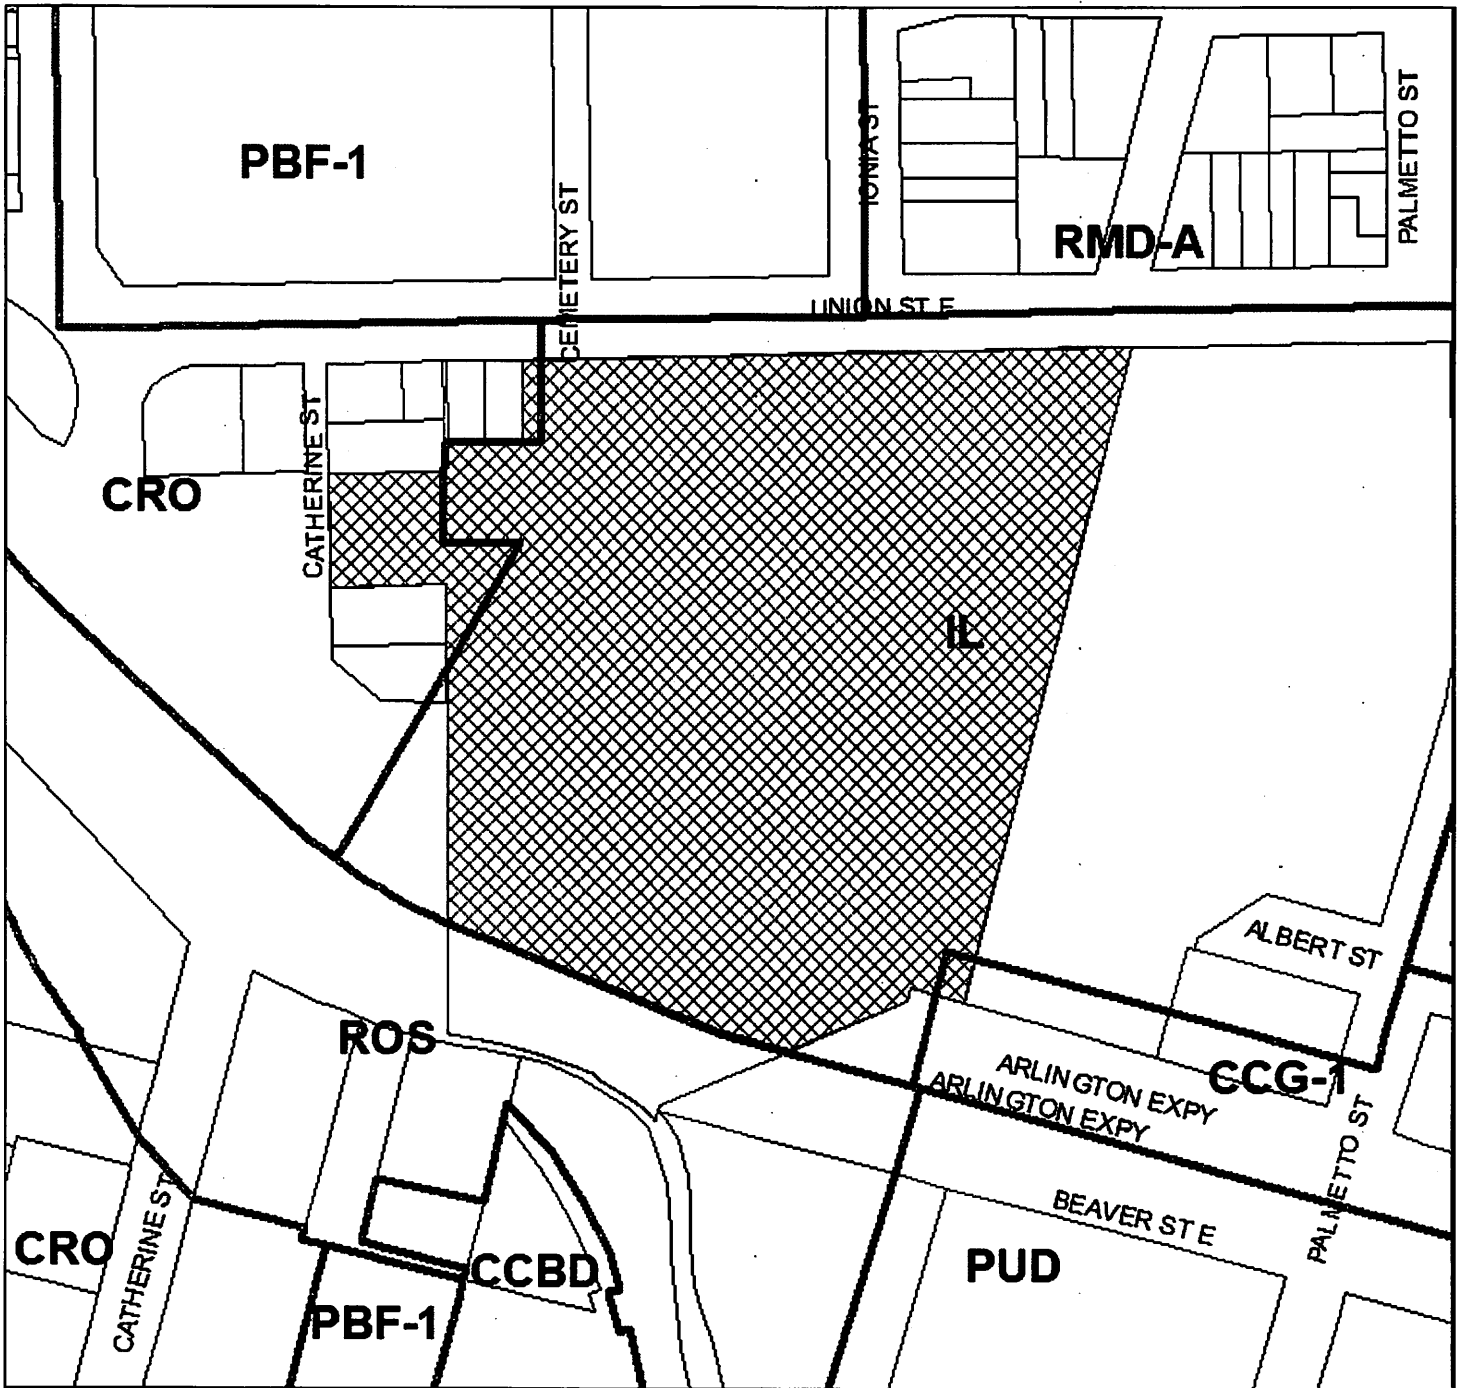 PALMETTO ST
IONIA ST
PBF-1
CEMETERY ST
RMD-A
UNION ST E
CATHERINE ST
CRO
IL
ALBERT ST
ROS
ARLINGTON EXPY
CCG-1
ARLINGTON EXPY
PALMETTO ST
BEAVER ST E
CATHERINE ST
CRO
CCBD
PUD
PBF-1